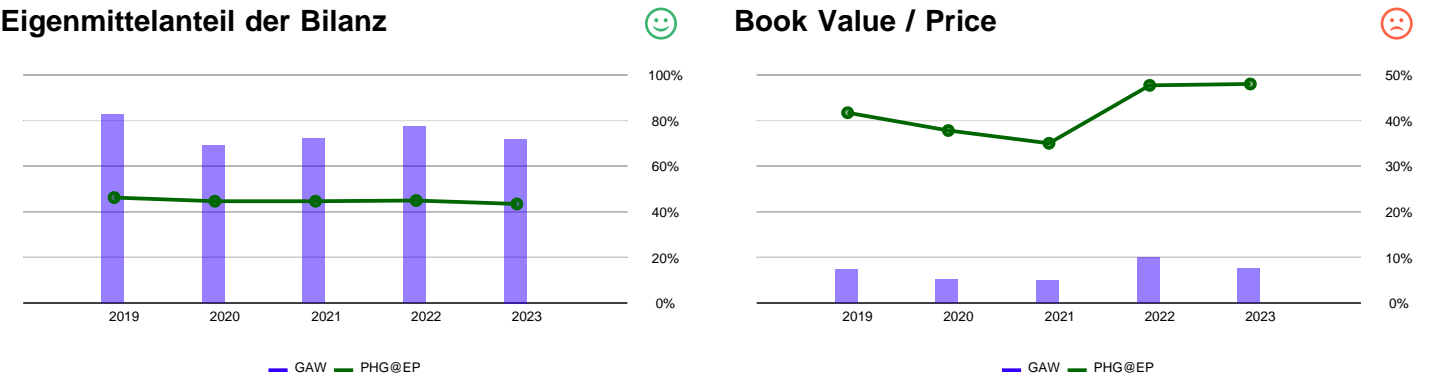 Eigenmittelanteil der Bilanz
100%
80%
60%
40%
20%
0%
2019 2020 2021 2022 2023
GAW PHG@EP
Book Value / Price
50%
40%
30%
20%
10%
0%
2019 2020 2021 2022 2023
GAW PHG@EP